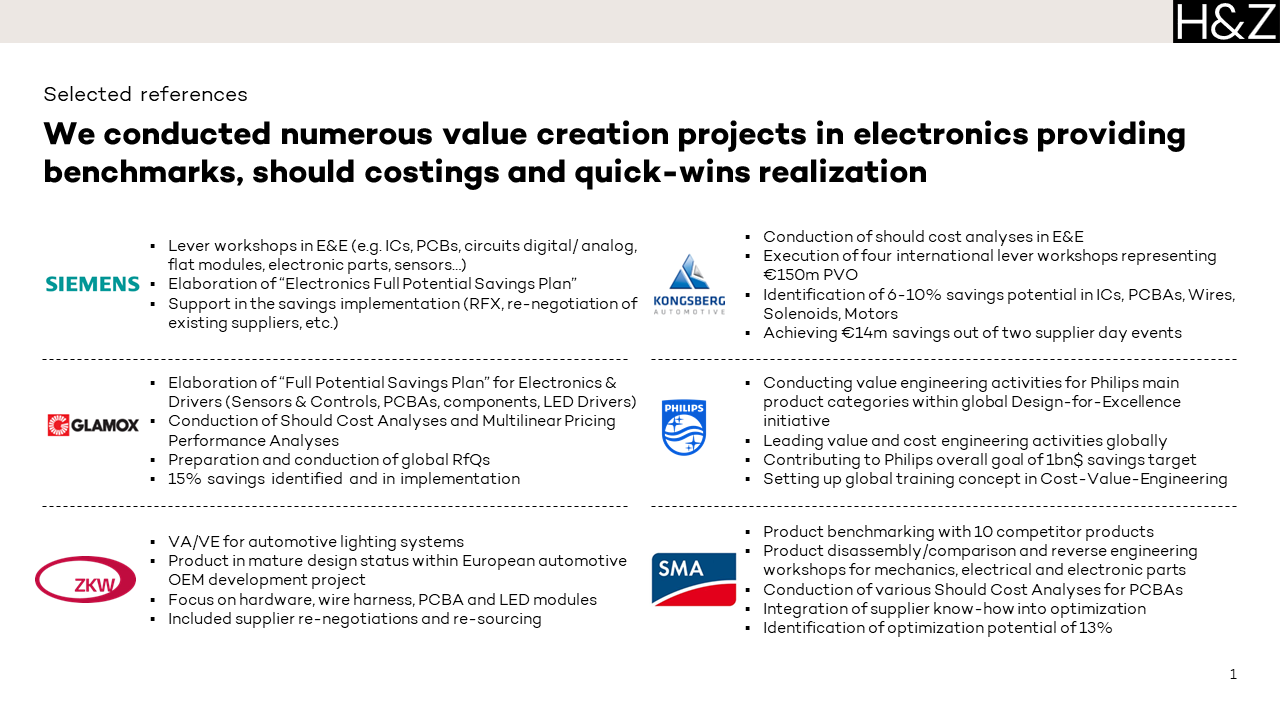 H&Z
Selected references
We conducted numerous value creation projects in electronics providing
benchmarks, should costings and quick-wins realization
SIEMENS
▪ Lever workshops in E&E (e.g. ICs, PCBs, circuits digital/ analog,
flat modules, electronic parts, sensors...)
▪ Elaboration of “Electronics Full Potential Savings Plan”
▪ Support in the savings implementation (RFX, re-negotiation of
existing suppliers, etc.)
KONGSBERG
AUTOMOTIVE
▪ Conduction of should cost analyses in E&E
▪ Execution of four international lever workshops representing
€150m PVO
▪ Identification of 6-10% savings potential in ICs, PCBAs, Wires,
Solenoids, Motors
▪ Achieving €14m savings out of two supplier day events
GLAMOX
▪ Elaboration of “Full Potential Savings Plan” for Electronics &
Drivers (Sensors & Controls, PCBAs, components, LED Drivers)
▪ Conduction of Should Cost Analyses and Multilinear Pricing
Performance Analyses
▪ Preparation and conduction of global RfQs
▪ 15% savings identified and in implementation
PHILIPS
▪ Conducting value engineering activities for Philips main
product categories within global Design-for-Excellence
initiative
▪ Leading value and cost engineering activities globally
▪ Contributing to Philips overall goal of 1bn$ savings target
▪ Setting up global training concept in Cost-Value-Engineering
ZKW
▪ VA/VE for automotive lighting systems
▪ Product in mature design status within European automotive
OEM development project
▪ Focus on hardware, wire harness, PCBA and LED modules
▪ Included supplier re-negotiations and re-sourcing
SMA
▪ Product benchmarking with 10 competitor products
▪ Product disassembly/comparison and reverse engineering
workshops for mechanics, electrical and electronic parts
▪ Conduction of various Should Cost Analyses for PCBAs
▪ Integration of supplier know-how into optimization
▪ Identification of optimization potential of 13%
1